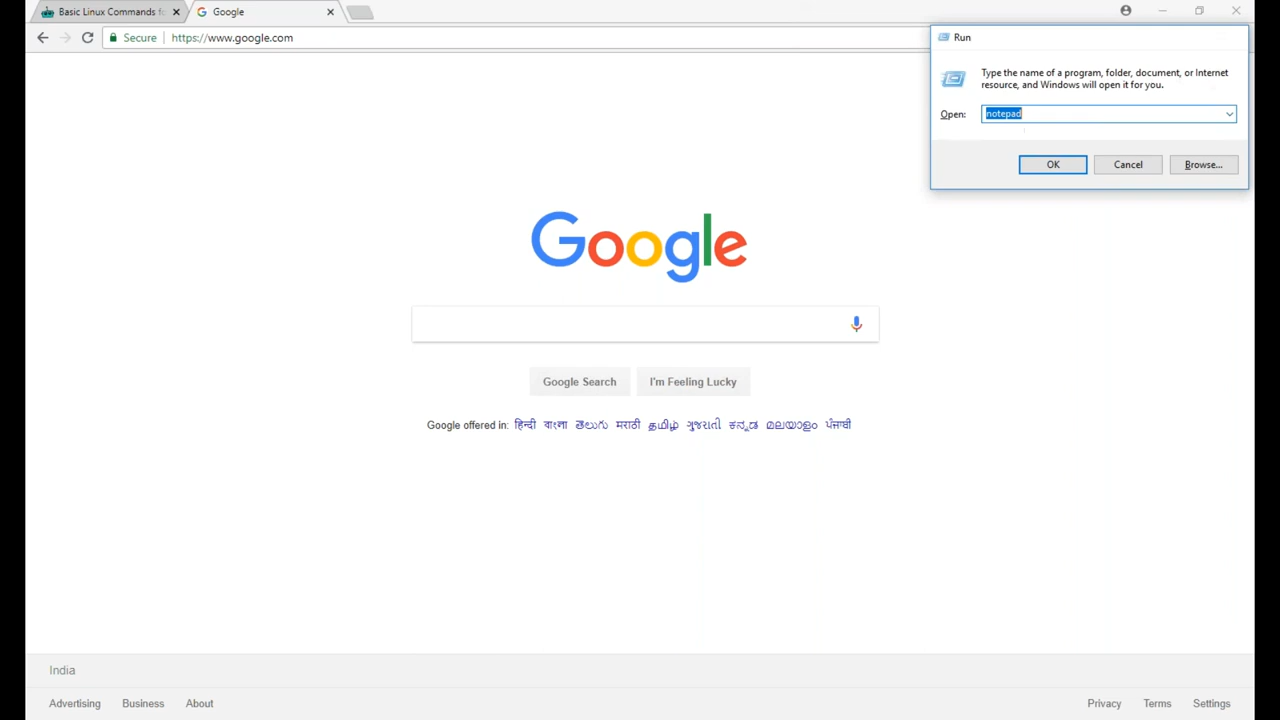 Basic Linux Commands fo
Google
Secure
https://www.google.com
Run
Type the name of a program, folder, document, or Internet
resource, and Windows will open it for you.
Open:
notepad
OK
Cancel
Browse...
Google
Google Search
I'm Feeling Lucky
Google offered in: हिन्दी বাংলা తెలుగు मराठी தமிழ் ગુજરાતી ಕನ್ನಡ മലയാളം ਪੰਜਾਬੀ
India
Advertising
Business
About
Privacy
Terms
Settings